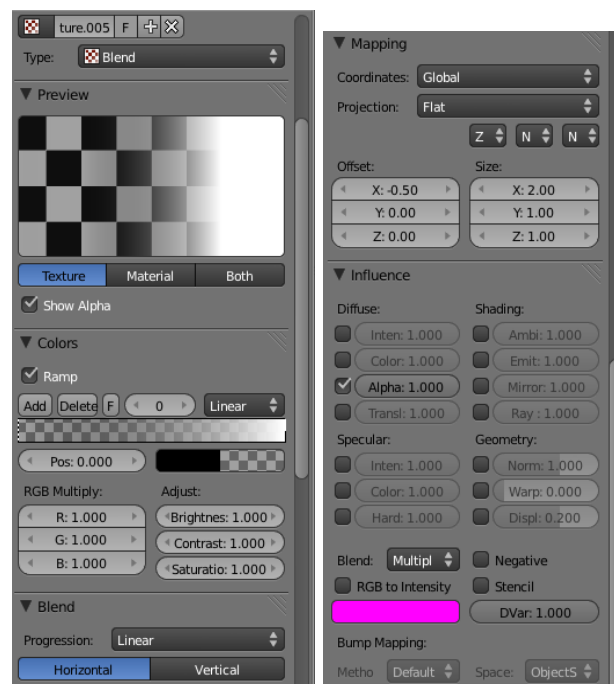 ture.005 F
Type: Blend
Preview
Texture Material Both
Show Alpha
Colors
Ramp
Add Delete F 0 Linear
Pos: 0.000
RGB Multiply: Adjust:
R: 1.000 Brightnes: 1.000
G: 1.000 Contrast: 1.000
B: 1.000 Saturatio: 1.000
Blend
Progression: Linear
Horizontal Vertical
Mapping
Coordinates: Global
Projection: Flat
Z N N
Offset: Size:
X: -0.50 X: 2.00
Y: 0.00 Y: 1.00
Z: 0.00 Z: 1.00
Influence
Diffuse: Shading:
Inten: 1.000 Ambi: 1.000
Color: 1.000 Emit: 1.000
Alpha: 1.000 Mirror: 1.000
Transl: 1.000 Ray : 1.000
Specular: Geometry:
Inten: 1.000 Norm: 1.000
Color: 1.000 Warp: 0.000
Hard: 1.000 Displ: 0.200
Blend: Multipl Negative
RGB to Intensity Stencil
DVar: 1.000
Bump Mapping:
Metho Default Space: ObjectS